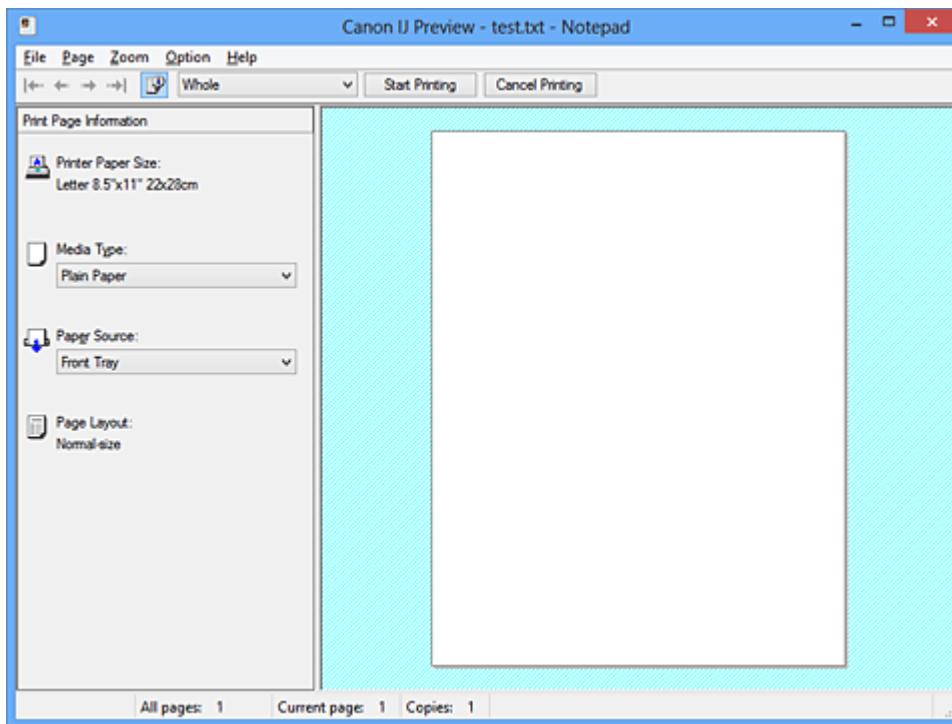 Canon IJ Preview - test.txt - Notepad
File Page Zoom Option Help
Whole Start Printing Cancel Printing
Print Page Information
Printer Paper Size:
Letter 8.5"x11" 22x28cm
Media Type:
Plain Paper
Paper Source:
Front Tray
Page Layout:
Normal-size
All pages: 1 Current page: 1 Copies: 1